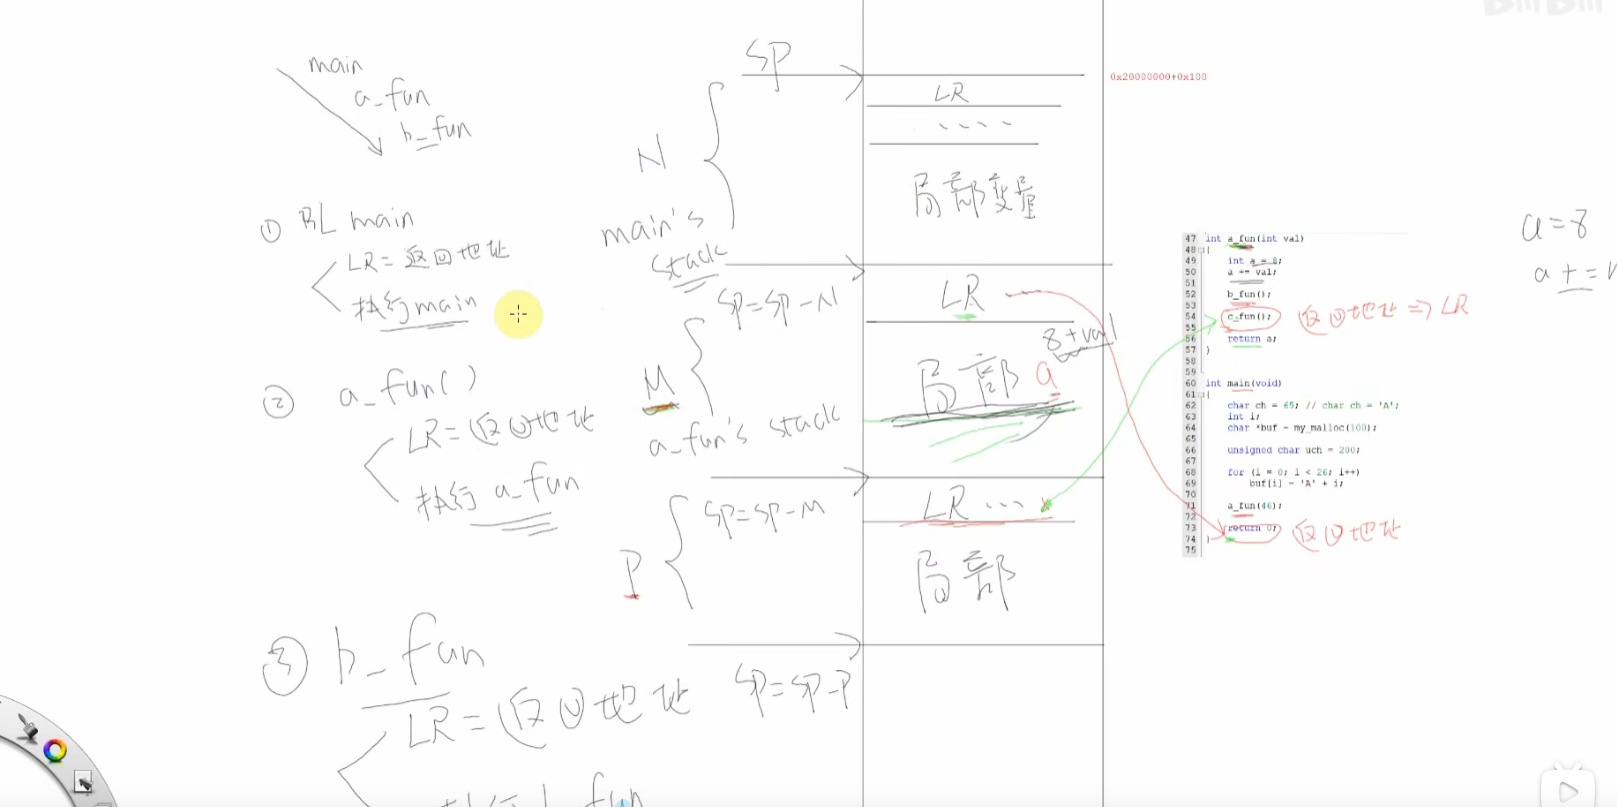 BiliBili
main
a_fun
b_fun
① BL main
LR=返回地址
执行main
② a_fun()
LR=返回地址
执行 a_fun
③ b_fun
LR=返回地址
SP
N
main's
stack
SP=SP-N
M
a_fun's stack
SP=SP-M
P
SP=SP-P
0x20000000+0x100
LR
....
局部变量
LR
8+val
局部 a
LR ...
局部
47 int a_fun(int val)
48 {
49 int a = 8;
50 a += val;
51
52 b_fun();
53
54 c_fun();
55
56 return a;
57 }
58
59
60 int main(void)
61 {
62 char ch = 65; // char ch = 'A';
63 int i;
64 char *buf = my_malloc(100);
65
66 unsigned char uch = 200;
67
68 for (i = 0; i < 26; i++)
69 buf[i] = 'A' + i;
70
71 a_fun(46);
72
73 return 0;
74 }
75
返回地址 => LR
返回地址
a=8
a+=